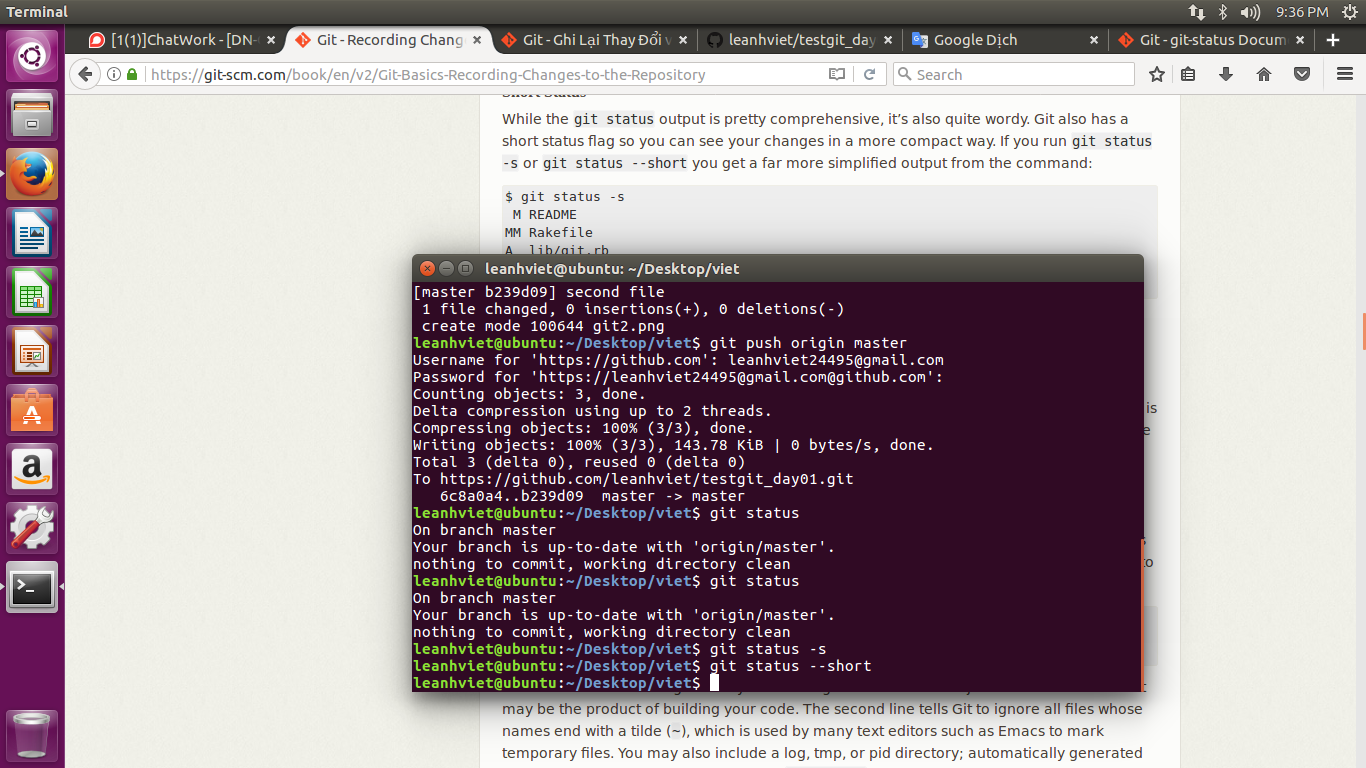 Terminal
9:36 PM
[1(1)]ChatWork - [DN-
Git - Recording Chang
Git - Ghi Lại Thay Đổi v
leanhviet/testgit_day
Google Dịch
Git - git-status Docum
https://git-scm.com/book/en/v2/Git-Basics-Recording-Changes-to-the-Repository
Search
Short Status
While the git status output is pretty comprehensive, it's also quite wordy. Git also has a
short status flag so you can see your changes in a more compact way. If you run git status
-s or git status --short you get a far more simplified output from the command:
$ git status -s
 M README
MM Rakefile
A  lib/git.rb
leanhviet@ubuntu: ~/Desktop/viet
[master b239d09] second file
 1 file changed, 0 insertions(+), 0 deletions(-)
 create mode 100644 git2.png
leanhviet@ubuntu:~/Desktop/viet$ git push origin master
Username for 'https://github.com': leanhviet24495@gmail.com
Password for 'https://leanhviet24495@gmail.com@github.com':
Counting objects: 3, done.
Delta compression using up to 2 threads.
Compressing objects: 100% (3/3), done.
Writing objects: 100% (3/3), 143.78 KiB | 0 bytes/s, done.
Total 3 (delta 0), reused 0 (delta 0)
To https://github.com/leanhviet/testgit_day01.git
   6c8a0a4..b239d09  master -> master
leanhviet@ubuntu:~/Desktop/viet$ git status
On branch master
Your branch is up-to-date with 'origin/master'.
nothing to commit, working directory clean
leanhviet@ubuntu:~/Desktop/viet$ git status
On branch master
Your branch is up-to-date with 'origin/master'.
nothing to commit, working directory clean
leanhviet@ubuntu:~/Desktop/viet$ git status -s
leanhviet@ubuntu:~/Desktop/viet$ git status --short
leanhviet@ubuntu:~/Desktop/viet$
is
to
may be the product of building your code. The second line tells Git to ignore all files whose
names end with a tilde (~), which is used by many text editors such as Emacs to mark
temporary files. You may also include a log, tmp, or pid directory; automatically generated